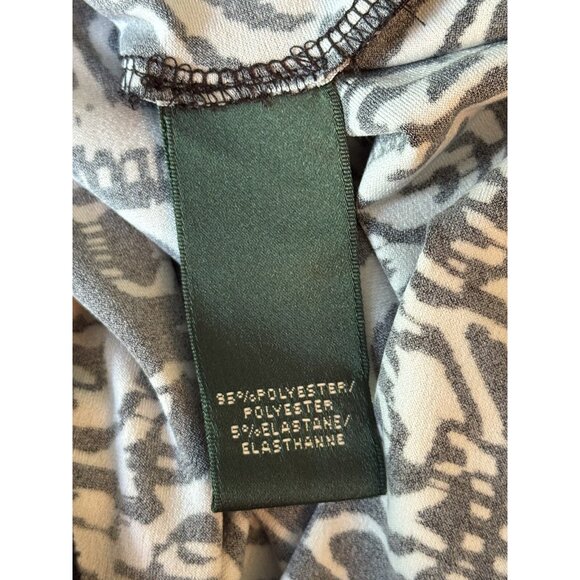 95%POLYESTER/
POLYESTER
5%ELASTANE/
ELASTHANNE